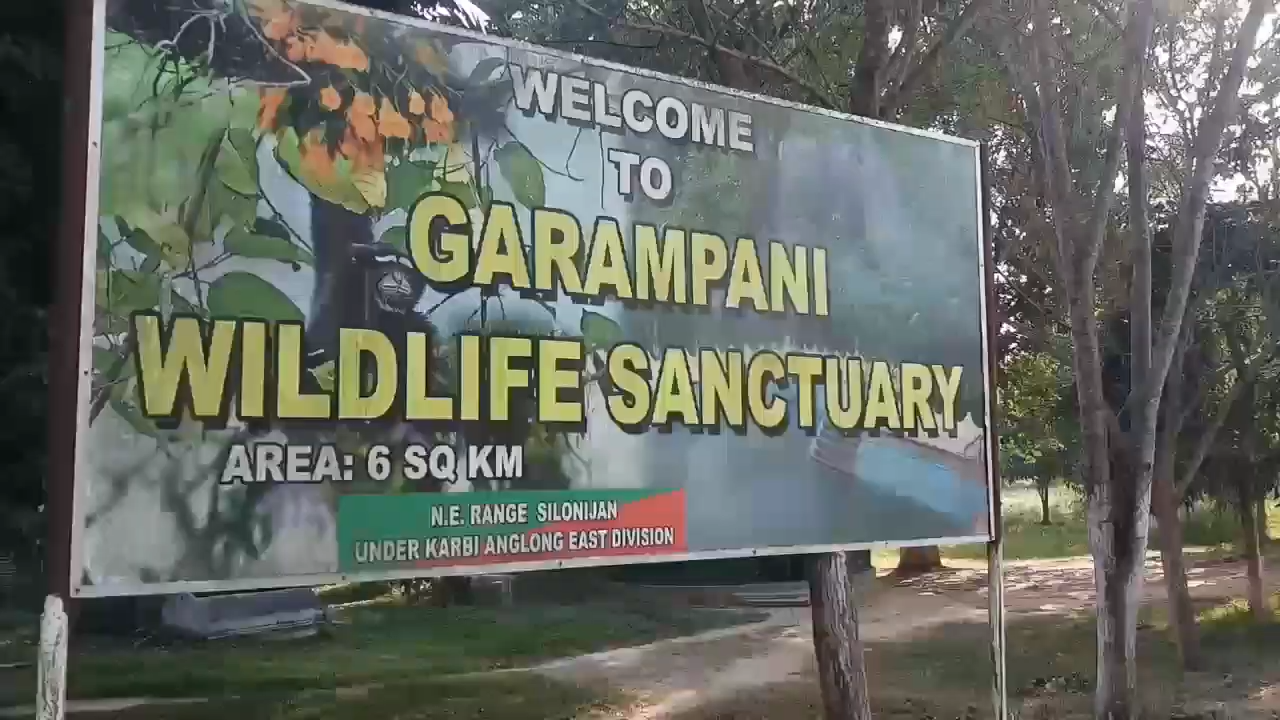 WELCOME
TO
GARAMPANI
WILDLIFE SANCTUARY
AREA: 6 SQ KM
N.E. RANGE SILONIJAN
UNDER KARBI ANGLONG EAST DIVISION